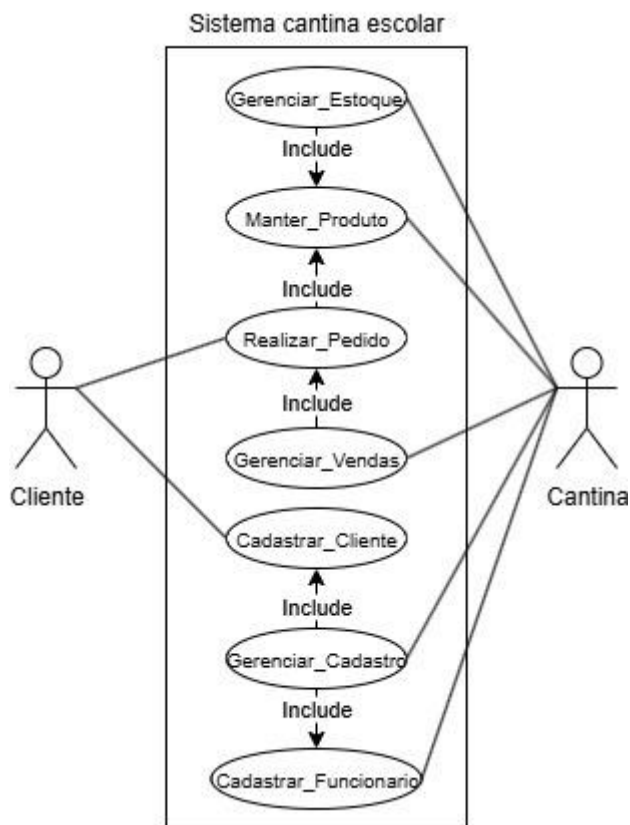 Sistema cantina escolar
Gerenciar_Estoque
Include
Manter_Produto
Include
Realizar_Pedido
Include
Gerenciar_Vendas
Cliente
Cantina
Cadastrar_Cliente
Include
Gerenciar_Cadastro
Include
Cadastrar_Funcionario